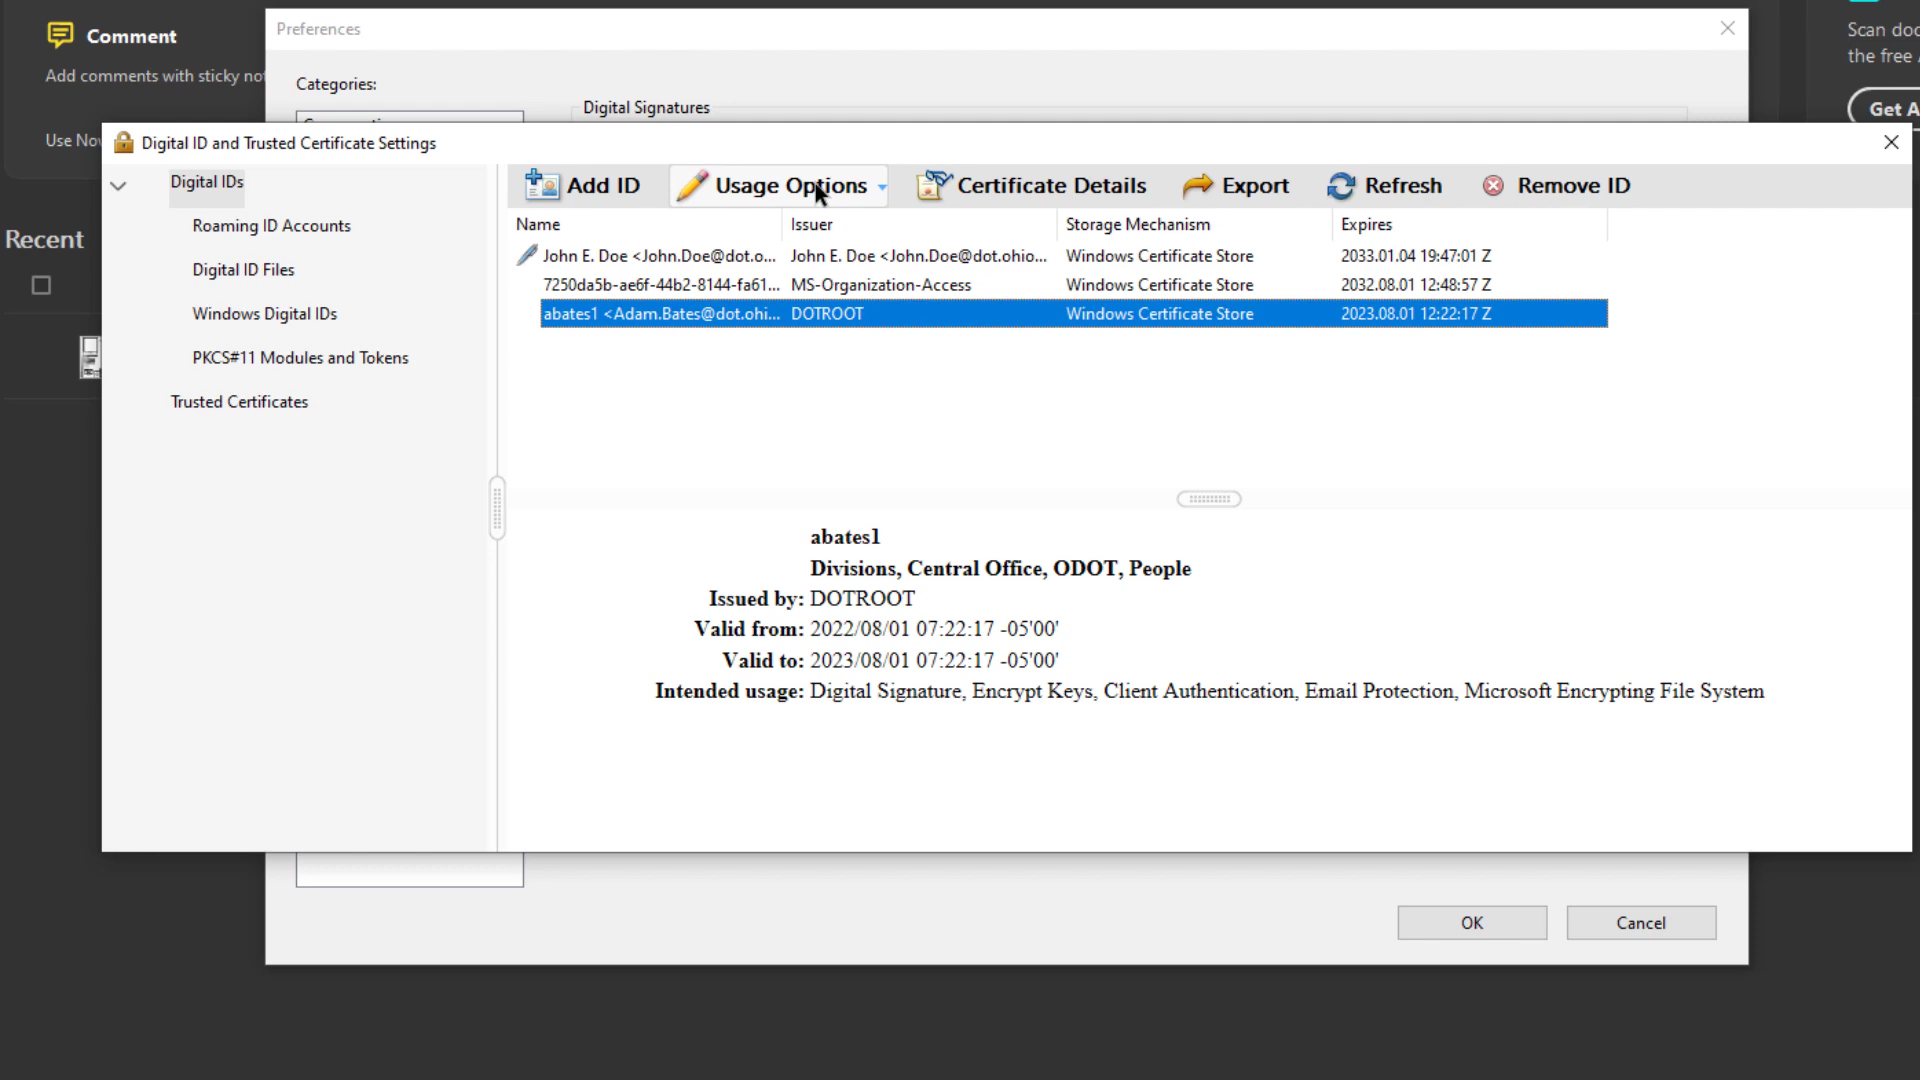 Comment
Add comments with sticky no
Use No
Recent
Scan doc
the free
Get A
Preferences
Categories:
Digital Signatures
Digital ID and Trusted Certificate Settings
Digital IDs
Roaming ID Accounts
Digital ID Files
Windows Digital IDs
PKCS#11 Modules and Tokens
Trusted Certificates
Add ID Usage Options Certificate Details Export Refresh Remove ID
Name Issuer Storage Mechanism Expires
John E. Doe <John.Doe@dot.o... John E. Doe <John.Doe@dot.ohio... Windows Certificate Store 2033.01.04 19:47:01 Z
7250da5b-ae6f-44b2-8144-fa61... MS-Organization-Access Windows Certificate Store 2032.08.01 12:48:57 Z
abates1 <Adam.Bates@dot.ohi... DOTROOT Windows Certificate Store 2023.08.01 12:22:17 Z
abates1
Divisions, Central Office, ODOT, People
Issued by: DOTROOT
Valid from: 2022/08/01 07:22:17 -05'00'
Valid to: 2023/08/01 07:22:17 -05'00'
Intended usage: Digital Signature, Encrypt Keys, Client Authentication, Email Protection, Microsoft Encrypting File System
OK Cancel